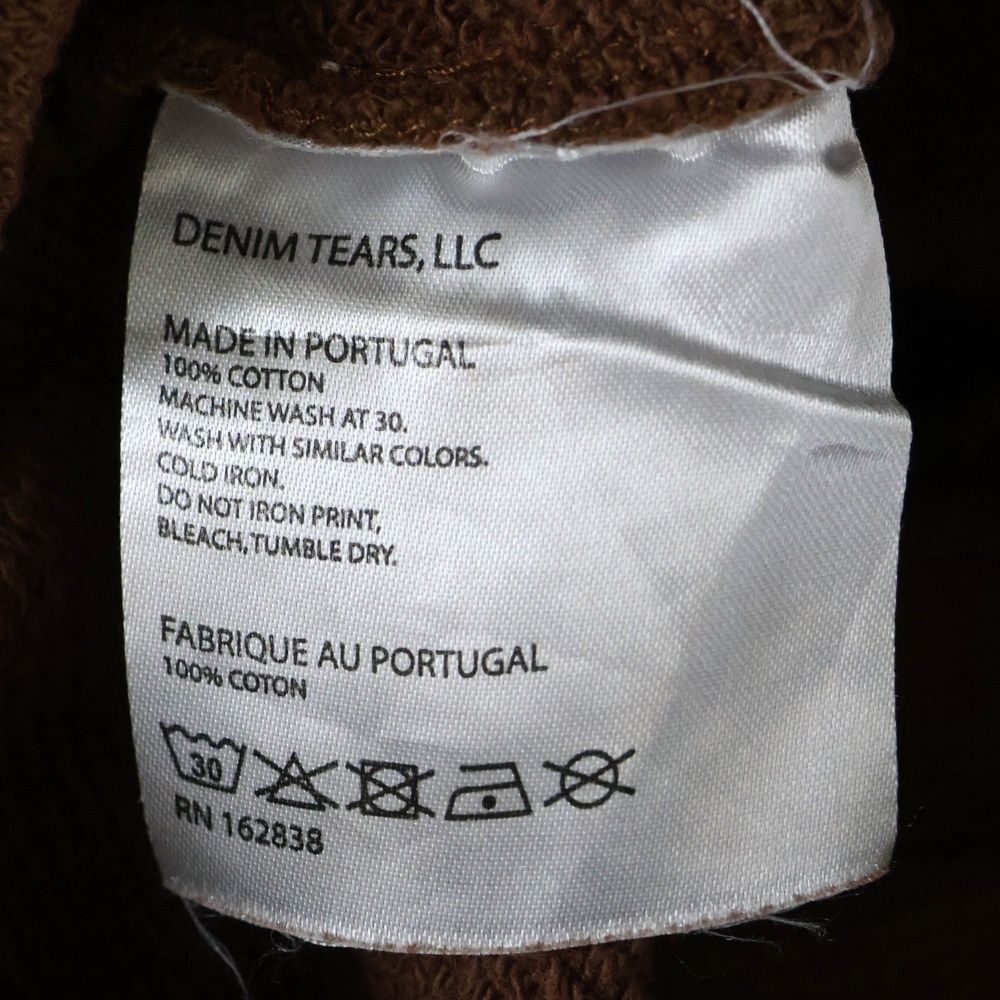 DENIM TEARS, LLC
MADE IN PORTUGAL
100% COTTON
MACHINE WASH AT 30.
WASH WITH SIMILAR COLORS.
COLD IRON.
DO NOT IRON PRINT,
BLEACH, TUMBLE DRY.
FABRIQUE AU PORTUGAL
100% COTON
30
RN 162838